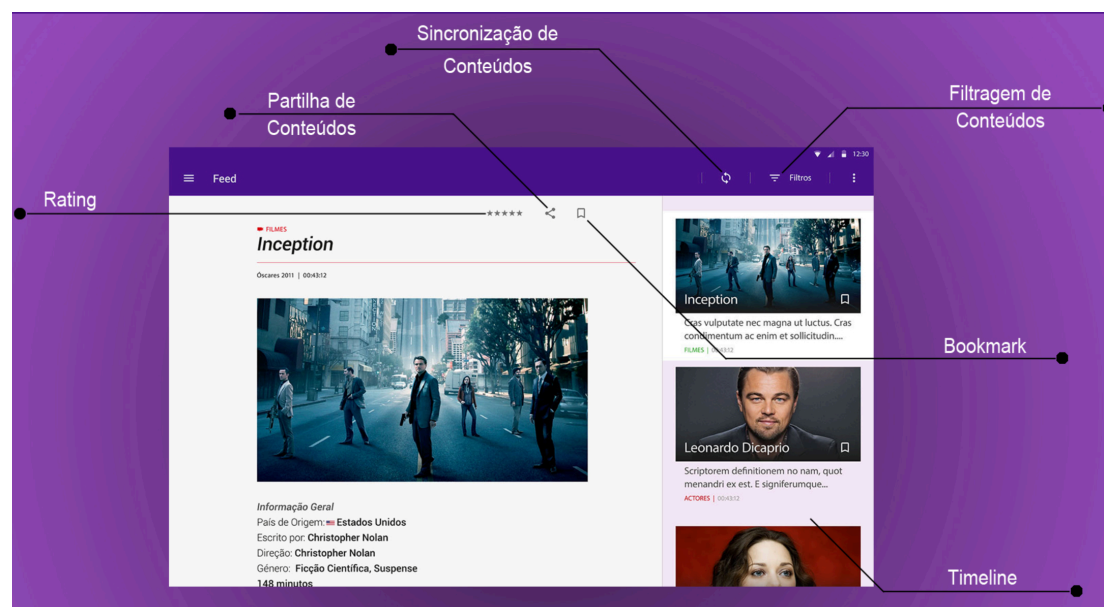 Sincronização de
Conteúdos
Partilha de
Conteúdos
Filtragem de
Conteúdos
12:30
Feed
Filtros
Rating
FILMES
Inception
Óscares 2011 | 00:43:12
Inception
Cras vulputate nec magna ut luctus. Cras
condimentum ac enim et sollicitudin....
FILMES | 00:43:12
Bookmark
Leonardo Dicaprio
Scriptorem definitionem no nam, quot
menandri ex est. E signiferumque...
ACTORES | 00:43:12
Informação Geral
País de Origem: Estados Unidos
Escrito por: Christopher Nolan
Direção: Christopher Nolan
Género: Ficção Científica, Suspense
148 minutos
Timeline